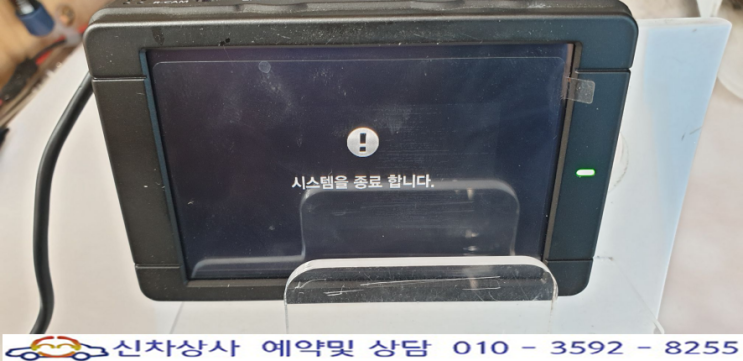 시스템을 종료 합니다.
신차상사 예약및 상담 010 - 3592 - 8255